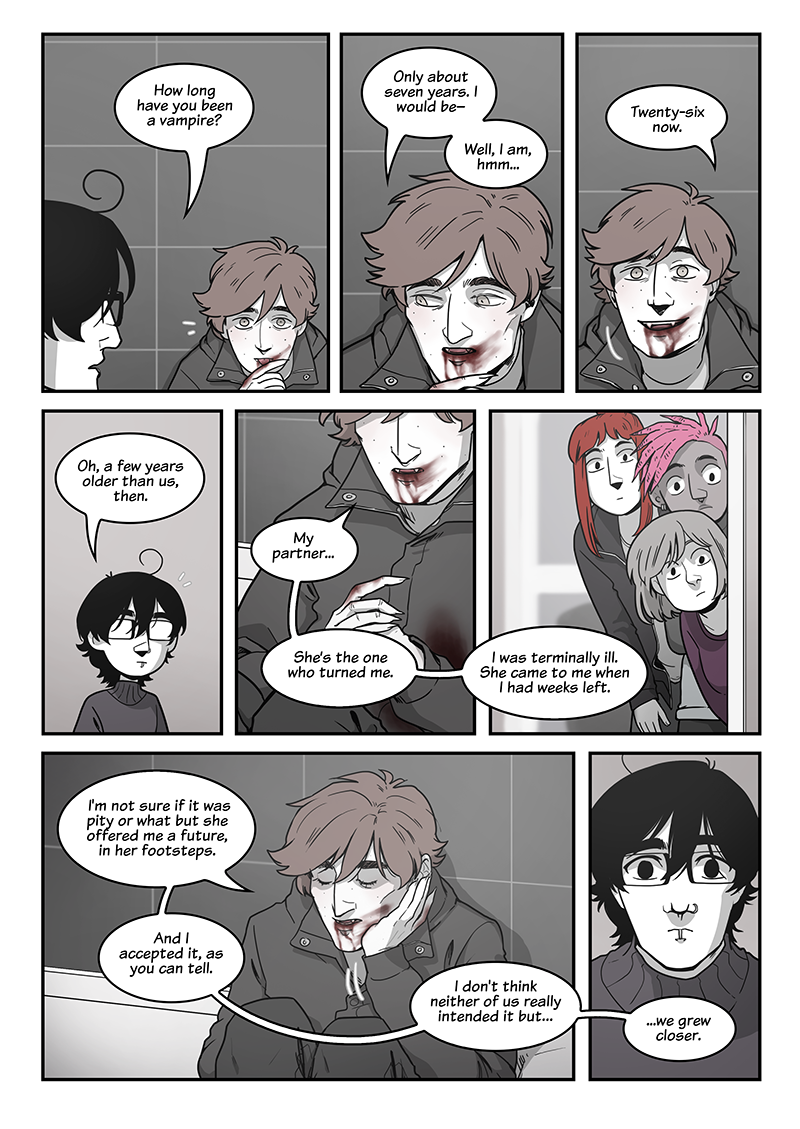 How long
have you been
a vampire?
Only about
seven years. I
would be—
Well, I am,
hmm...
Twenty-six
now.
Oh, a few years
older than us,
then.
My
partner...
She's the one
who turned me.
I was terminally ill.
She came to me when
I had weeks left.
I'm not sure if it was
pity or what but she
offered me a future,
in her footsteps.
And I
accepted it, as
you can tell.
I don't think
neither of us really
intended it but...
...we grew
closer.